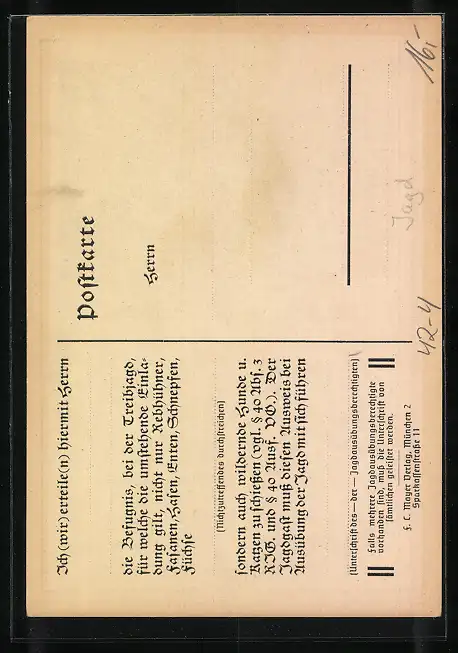 Ich (wir) erteile(n) hiermit Herrn
die Befugnis, bei der Treibjagd,
für welche die umstehende Einla-
dung gilt, nicht nur Rebhühner,
Fasanen, Hasen, Enten, Schnepfen,
Füchse
(Nichtzutreffendes durchstreichen)
sondern auch wildernde Hunde u.
Katzen zu schießen (vgl. § 40 Abs. 3
RJG. und § 40 Ausf. VO.). Der
Jagdgast muß diesen Ausweis bei
Ausübung der Jagd mit sich führen
(Unterschrift des — der — Jagdausübungsberechtigten)
Falls mehrere Jagdausübungsberechtigte
vorhanden sind, muß die Unterschrift von
sämtlichen geleistet werden.
F. C. Mayer Verlag, München 2
Sparkassenstraße 11
Postkarte
Herrn
Jagd
42-4
16,-